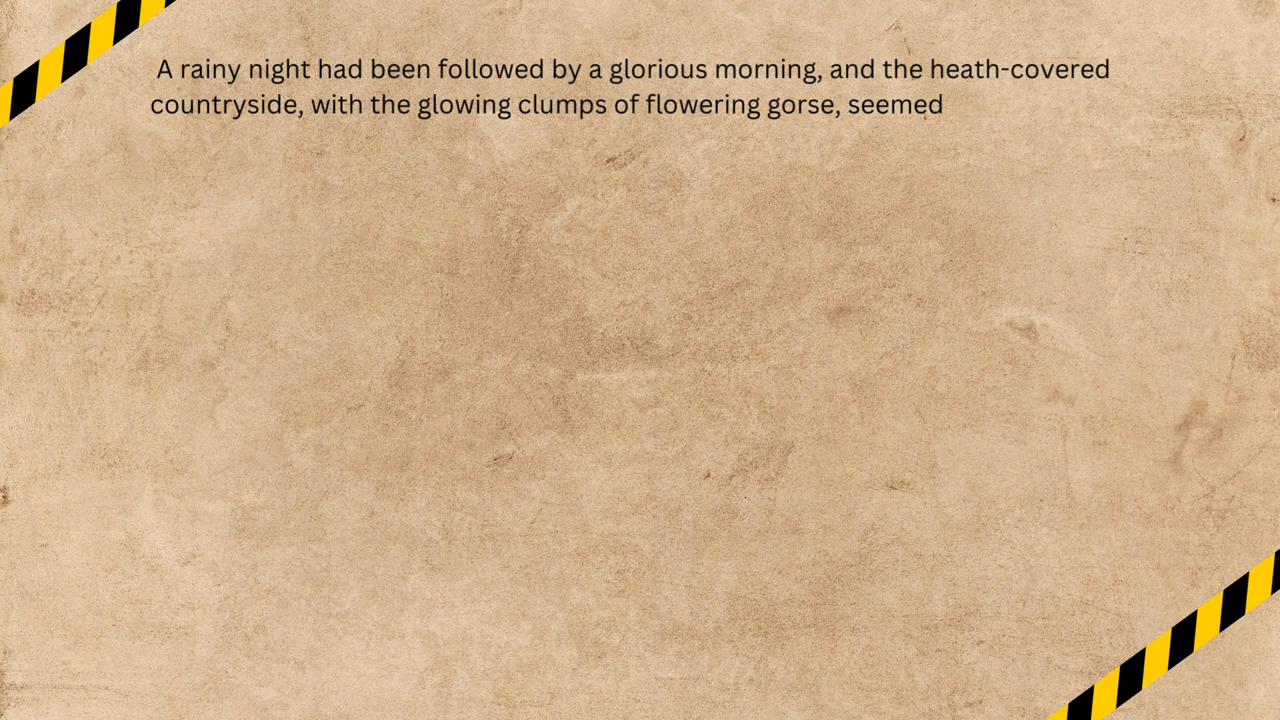 A rainy night had been followed by a glorious morning, and the heath-covered
countryside, with the glowing clumps of flowering gorse, seemed